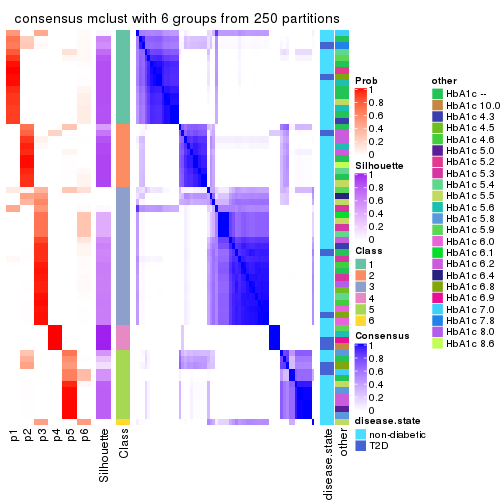 consensus mclust with 6 groups from 250 partitions
Prob
1
0.8
0.6
0.4
0.2
0
Silhouette
1
0.8
0.6
0.4
0.2
0
Class
1
2
3
4
5
6
Consensus
1
0.8
0.6
0.4
0.2
0
disease.state
non-diabetic
T2D
other
HbA1c --
HbA1c 10.0
HbA1c 4.3
HbA1c 4.5
HbA1c 4.6
HbA1c 5.0
HbA1c 5.2
HbA1c 5.3
HbA1c 5.4
HbA1c 5.5
HbA1c 5.6
HbA1c 5.8
HbA1c 5.9
HbA1c 6.0
HbA1c 6.1
HbA1c 6.2
HbA1c 6.4
HbA1c 6.8
HbA1c 6.9
HbA1c 7.0
HbA1c 7.8
HbA1c 8.0
HbA1c 8.6
p1
p2
p3
p4
p5
p6
Silhouette
Class
disease.state
other